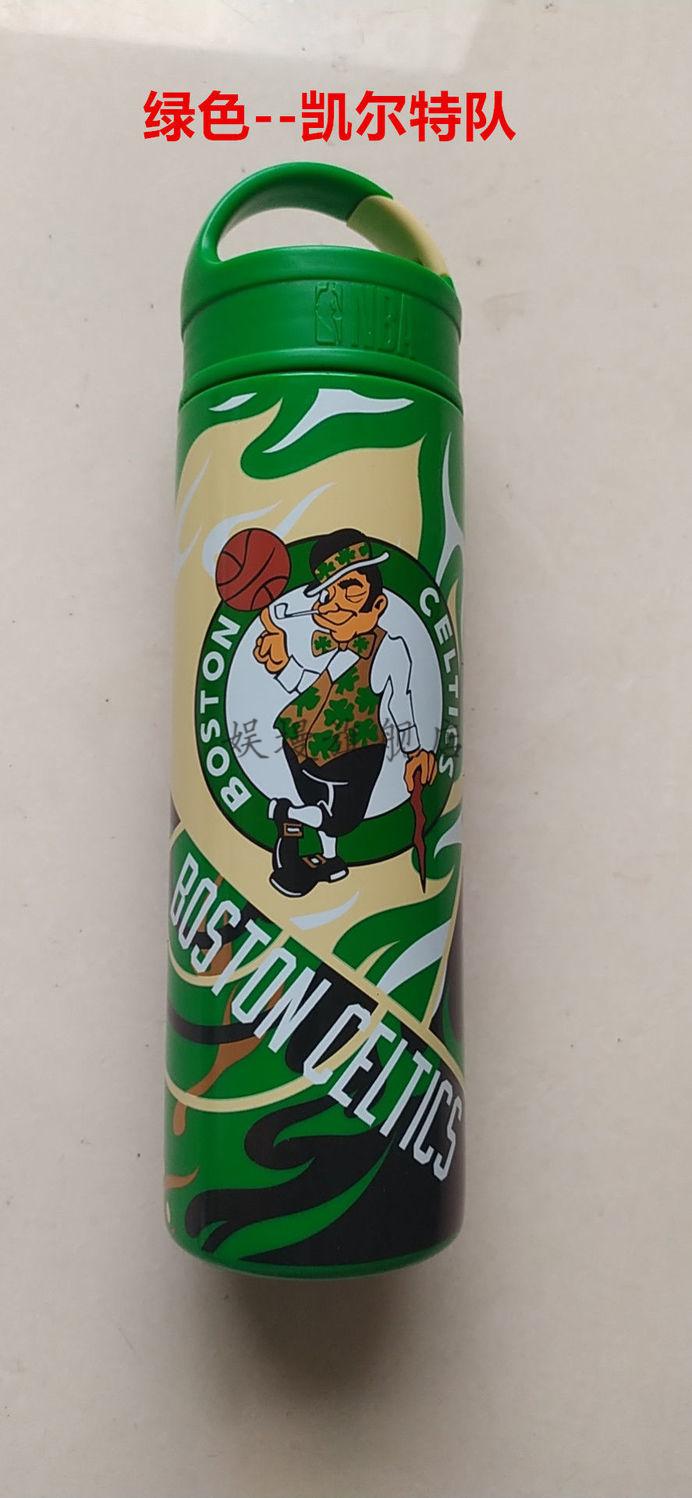 绿色--凯尔特队
NBA
BOSTON CELTICS
BOSTON CELTICS